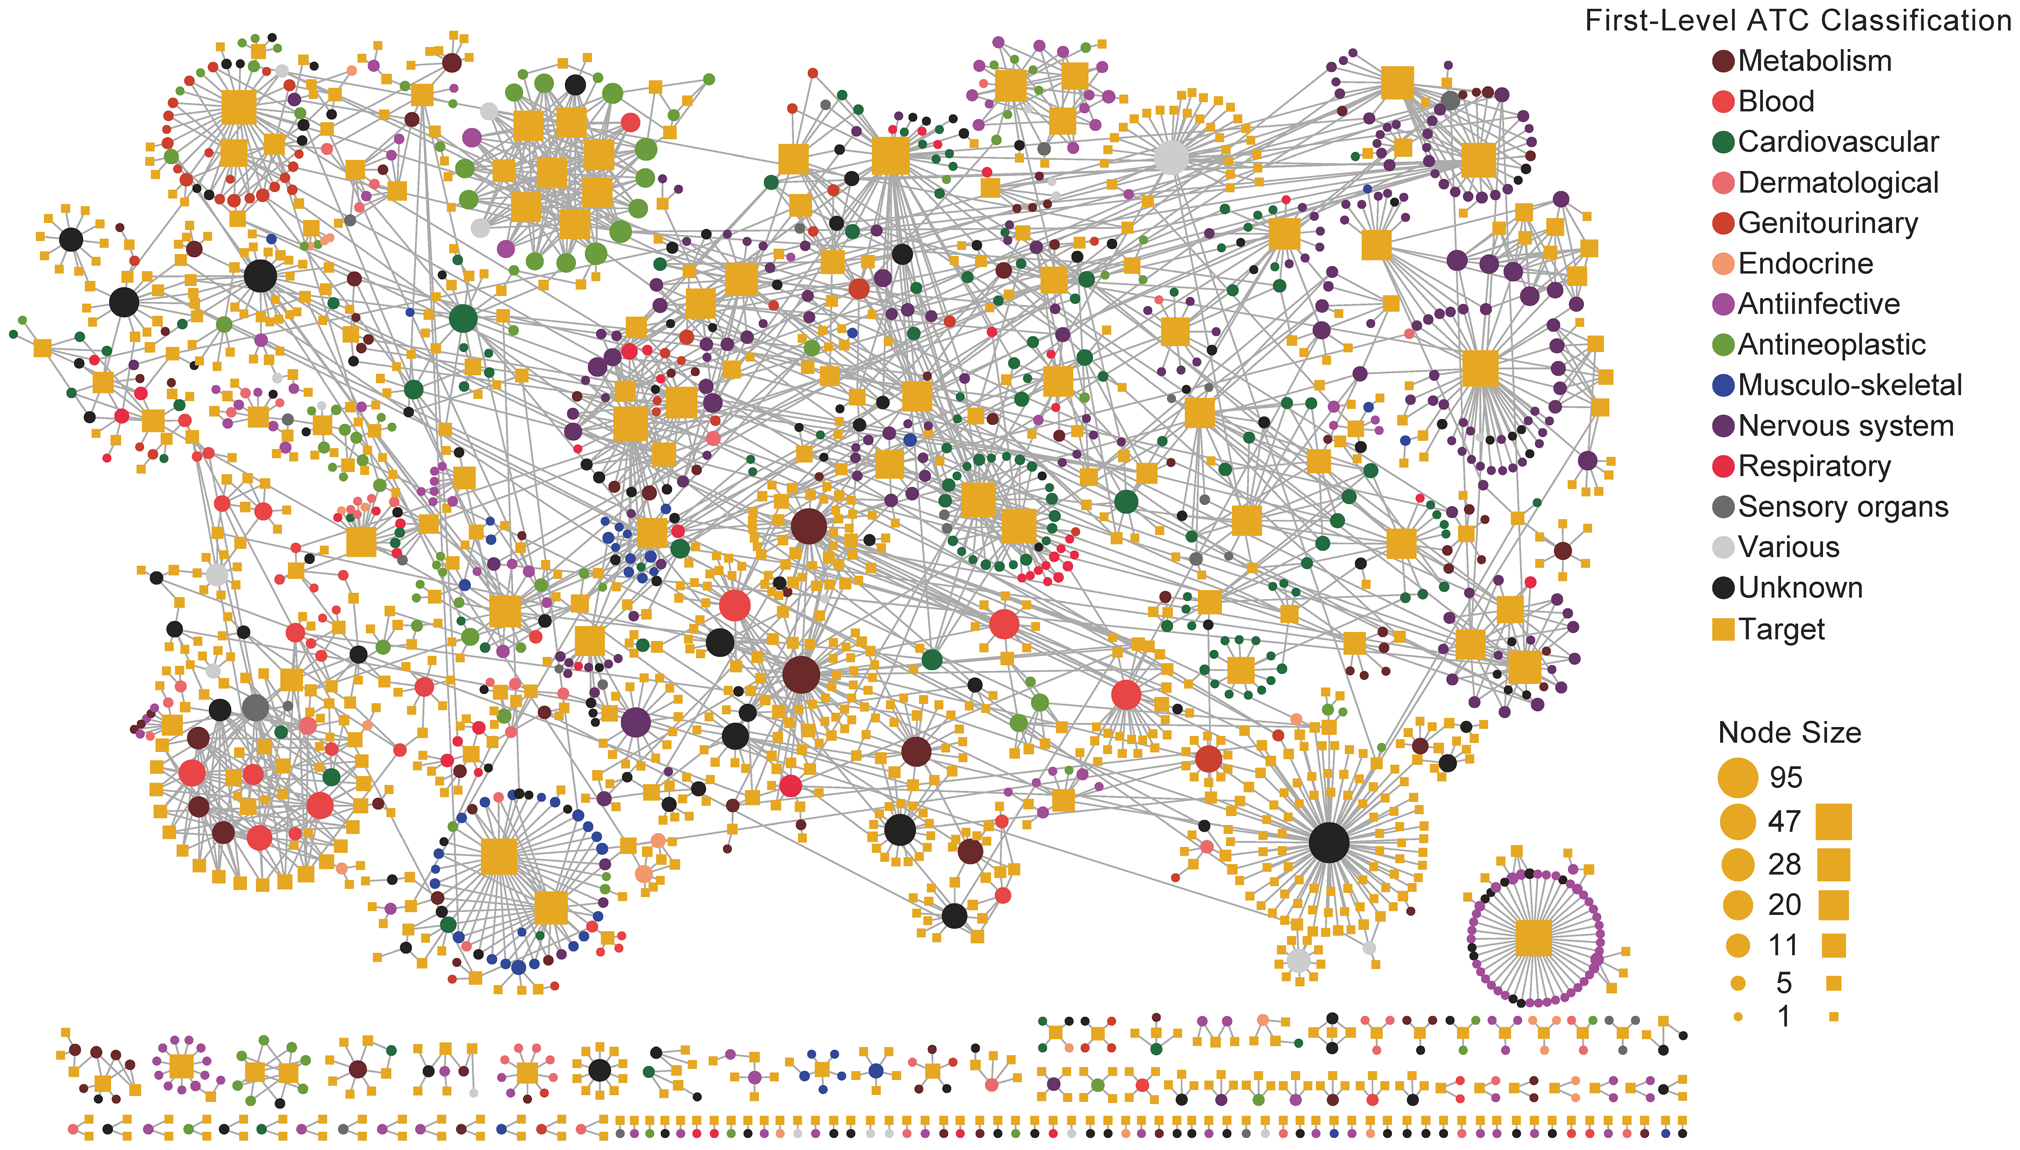 First-Level ATC Classification
Metabolism
Blood
Cardiovascular
Dermatological
Genitourinary
Endocrine
Antiinfective
Antineoplastic
Musculo-skeletal
Nervous system
Respiratory
Sensory organs
Various
Unknown
Target
Node Size
95
47
28
20
11
5
1